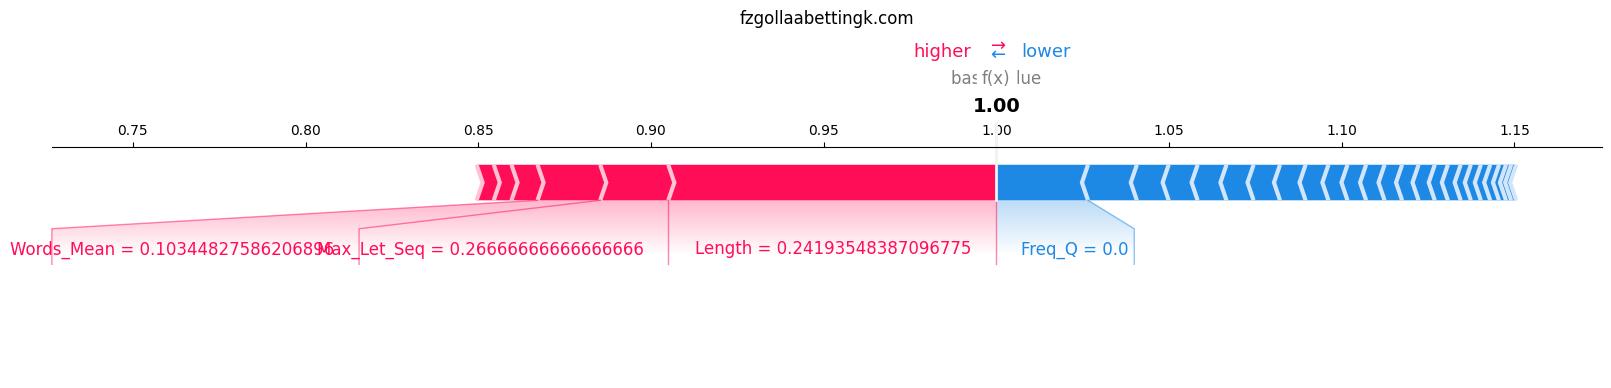 fzgollaabettingk.com
higher ⇄ lower
bas f(x) lue
1.00
0.75 0.80 0.85 0.90 0.95 1.00 1.05 1.10 1.15
Words_Mean = 0.10344827586206896 Max_Let_Seq = 0.26666666666666666 Length = 0.24193548387096775 Freq_Q = 0.0